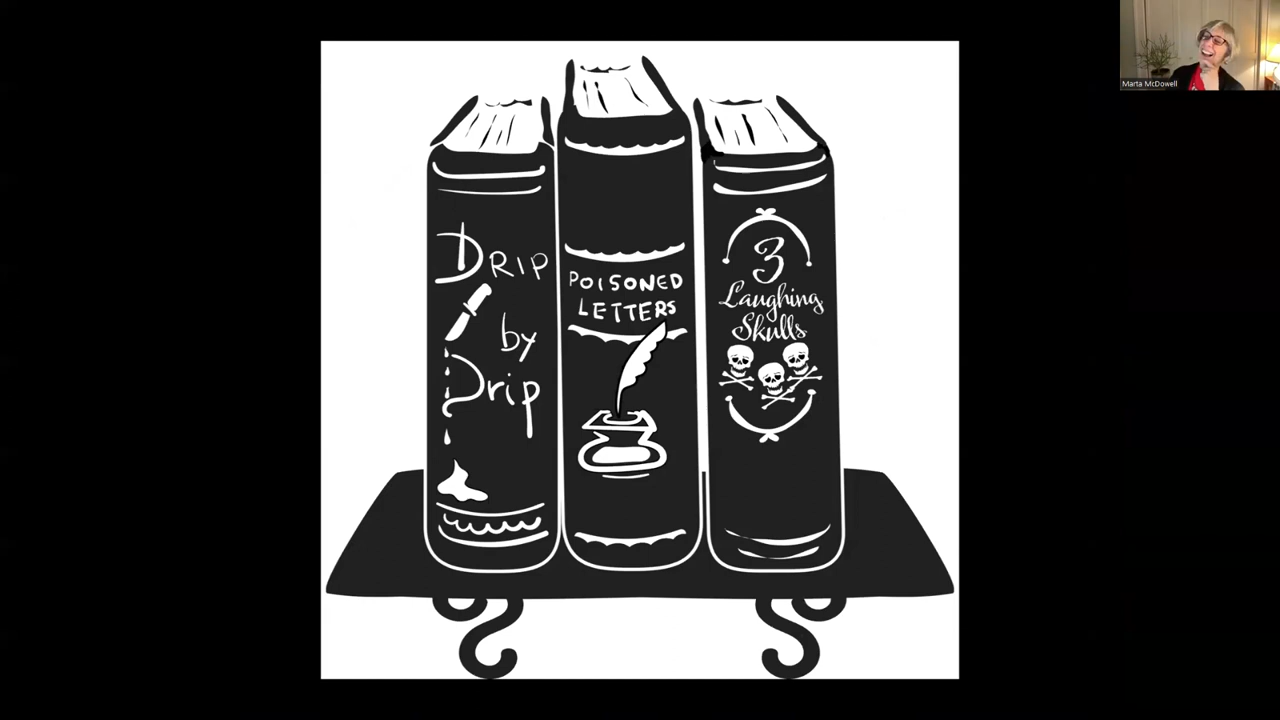 Drip
by
Drip
POISONED
LETTERS
3
Laughing
Skulls
Marta McDowell